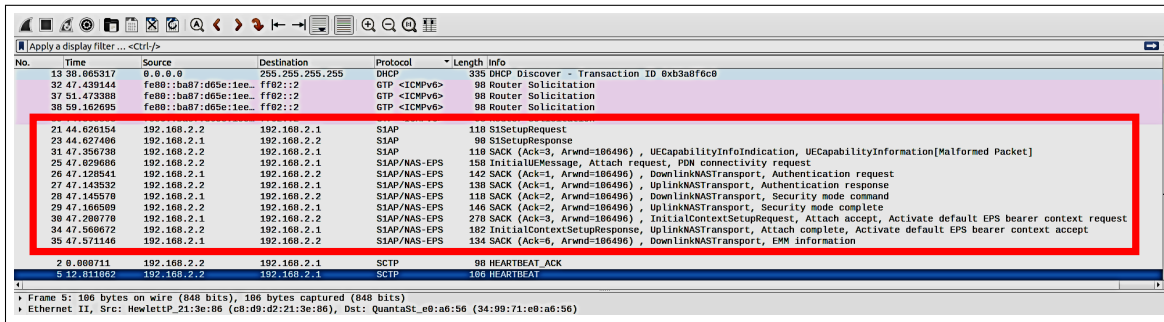 Apply a display filter ... <Ctrl-/>
No. Time Source Destination Protocol Length Info
13 38.065317 0.0.0.0 255.255.255.255 DHCP 335 DHCP Discover - Transaction ID 0xb3a8f6c0
32 47.439144 fe80::ba87:d65e:1ee… ff02::2 GTP <ICMPv6> 98 Router Solicitation
37 51.473388 fe80::ba87:d65e:1ee… ff02::2 GTP <ICMPv6> 98 Router Solicitation
38 59.162695 fe80::ba87:d65e:1ee… ff02::2 GTP <ICMPv6> 98 Router Solicitation
21 44.626154 192.168.2.2 192.168.2.1 S1AP 118 S1SetupRequest
23 44.627406 192.168.2.1 192.168.2.2 S1AP 90 S1SetupResponse
31 47.356738 192.168.2.2 192.168.2.1 S1AP 110 SACK (Ack=3, Arwnd=106496) , UECapabilityInfoIndication, UECapabilityInformation[Malformed Packet]
25 47.029686 192.168.2.2 192.168.2.1 S1AP/NAS-EPS 158 InitialUEMessage, Attach request, PDN connectivity request
26 47.128541 192.168.2.1 192.168.2.2 S1AP/NAS-EPS 142 SACK (Ack=1, Arwnd=106496) , DownlinkNASTransport, Authentication request
27 47.143532 192.168.2.2 192.168.2.1 S1AP/NAS-EPS 138 SACK (Ack=1, Arwnd=106496) , UplinkNASTransport, Authentication response
28 47.145570 192.168.2.1 192.168.2.2 S1AP/NAS-EPS 118 SACK (Ack=2, Arwnd=106496) , DownlinkNASTransport, Security mode command
29 47.166509 192.168.2.2 192.168.2.1 S1AP/NAS-EPS 146 SACK (Ack=2, Arwnd=106496) , UplinkNASTransport, Security mode complete
30 47.200770 192.168.2.1 192.168.2.2 S1AP/NAS-EPS 278 SACK (Ack=3, Arwnd=106496) , InitialContextSetupRequest, Attach accept, Activate default EPS bearer context request
34 47.560672 192.168.2.2 192.168.2.1 S1AP/NAS-EPS 182 InitialContextSetupResponse, UplinkNASTransport, Attach complete, Activate default EPS bearer context accept
35 47.571146 192.168.2.1 192.168.2.2 S1AP/NAS-EPS 134 SACK (Ack=6, Arwnd=106496) , DownlinkNASTransport, EMM information
2 0.000711 192.168.2.2 192.168.2.1 SCTP 98 HEARTBEAT_ACK
5 12.811062 192.168.2.2 192.168.2.1 SCTP 106 HEARTBEAT
Frame 5: 106 bytes on wire (848 bits), 106 bytes captured (848 bits)
Ethernet II, Src: HewlettP_21:3e:86 (c8:d9:d2:21:3e:86), Dst: QuantaSt_e0:a6:56 (34:99:71:e0:a6:56)